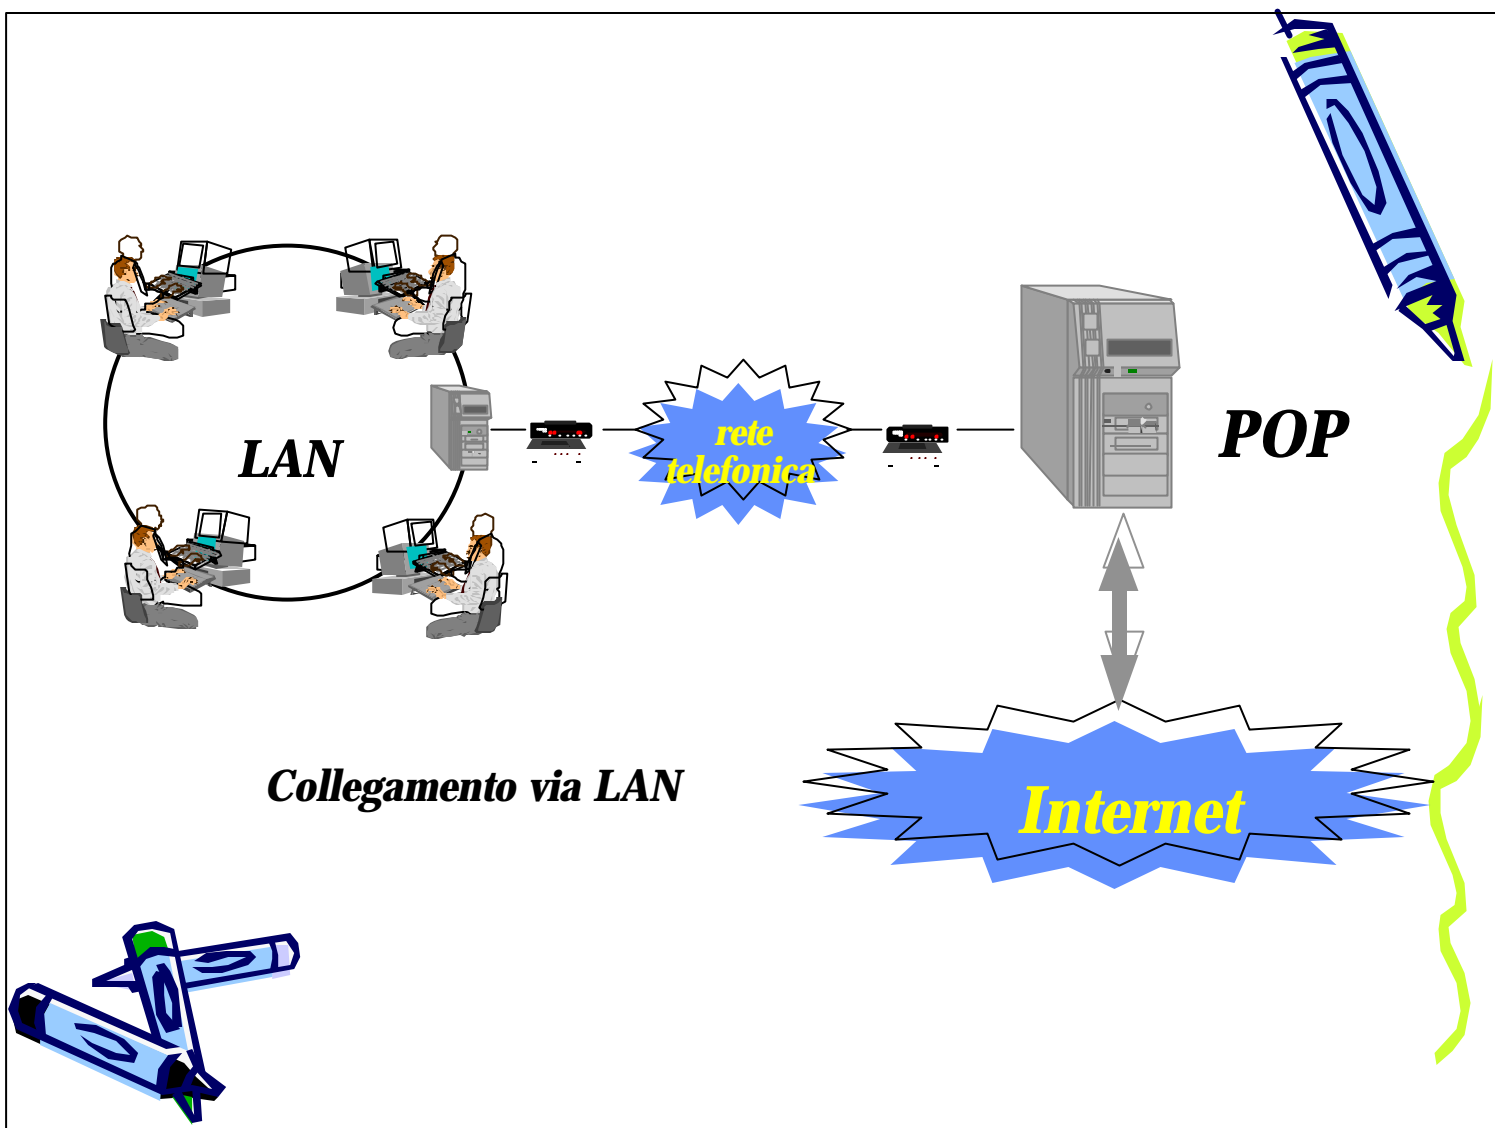 LAN
rete
telefonica
POP
Collegamento via LAN
Internet